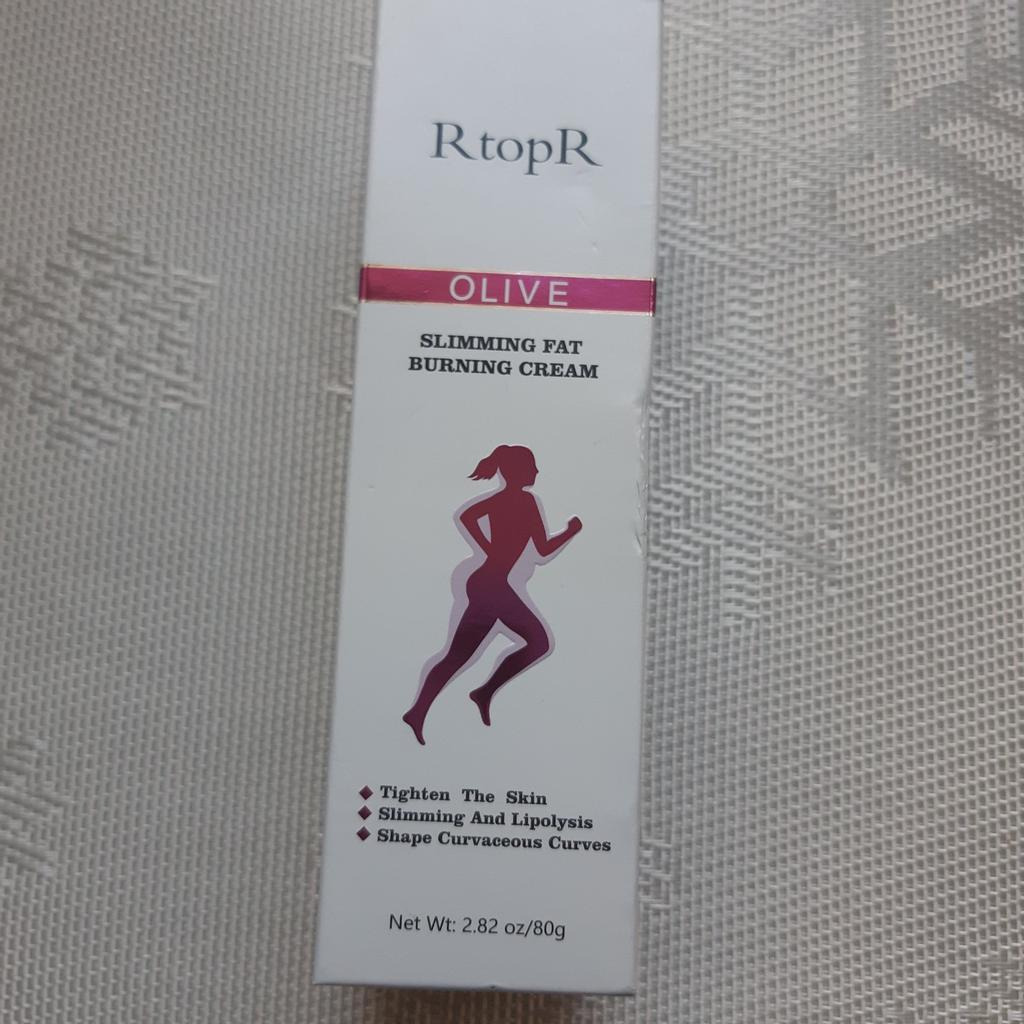 RtopR
OLIVE
SLIMMING FAT
BURNING CREAM
Tighten The Skin
Slimming And Lipolysis
Shape Curvaceous Curves
Net Wt: 2.82 oz/80g